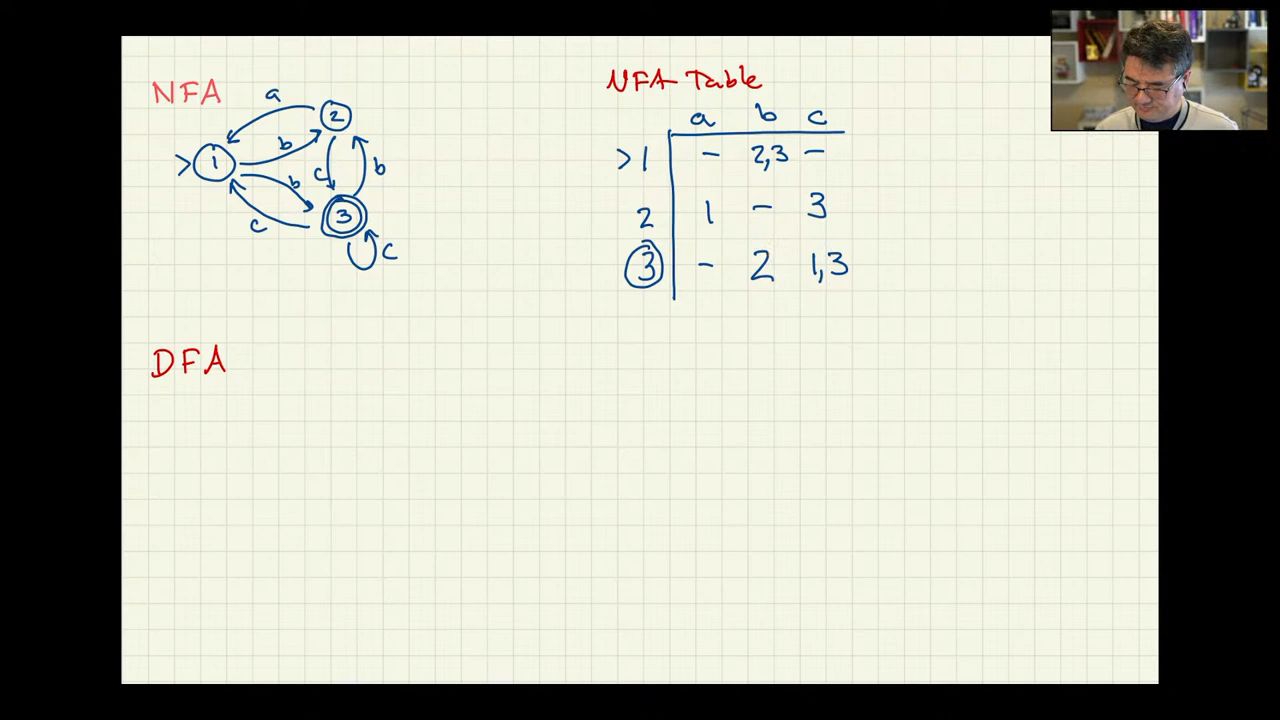 NFA
a
2
1
b
b
c
b
3
c
c
NFA Table
a b c
>1 - 2,3 -
2 1 - 3
3 - 2 1,3
DFA